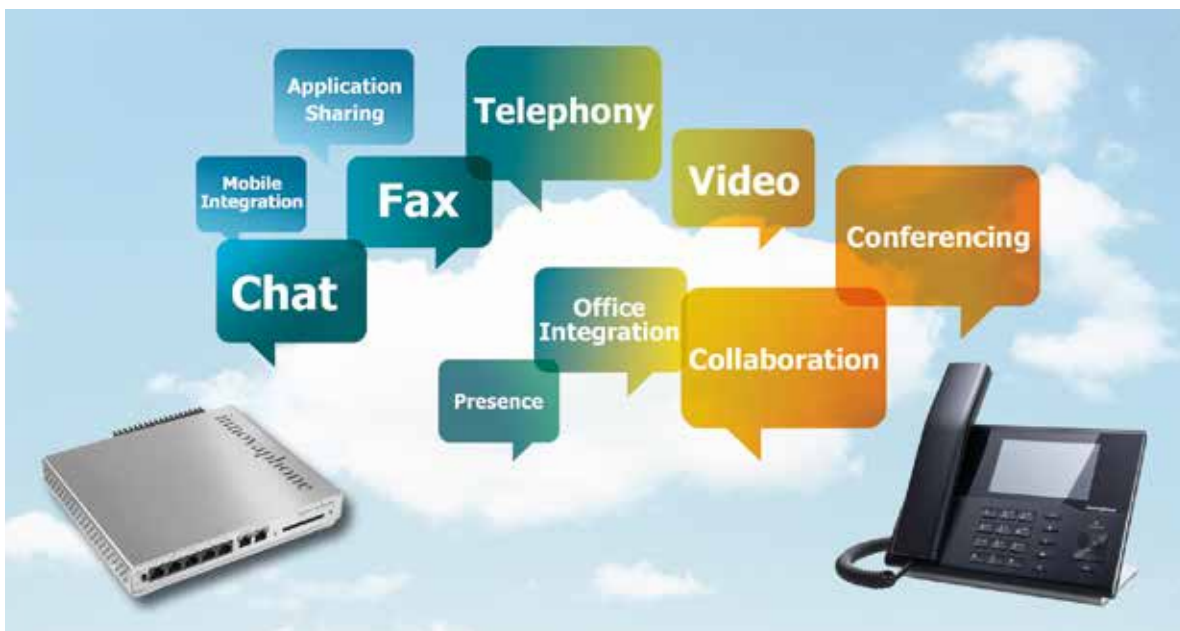 Application
Sharing
Telephony
Mobile
Integration
Fax
Video
Conferencing
Chat
Office
Integration
Collaboration
Presence
innovaphone